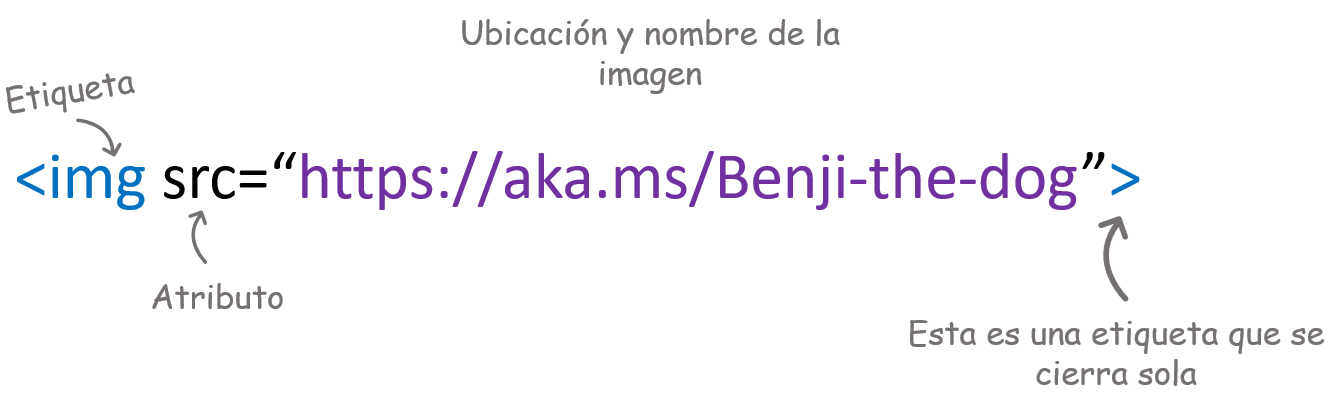 Ubicación y nombre de la
imagen
Etiqueta
<img src=“https://aka.ms/Benji-the-dog”>
Atributo
Esta es una etiqueta que se
cierra sola